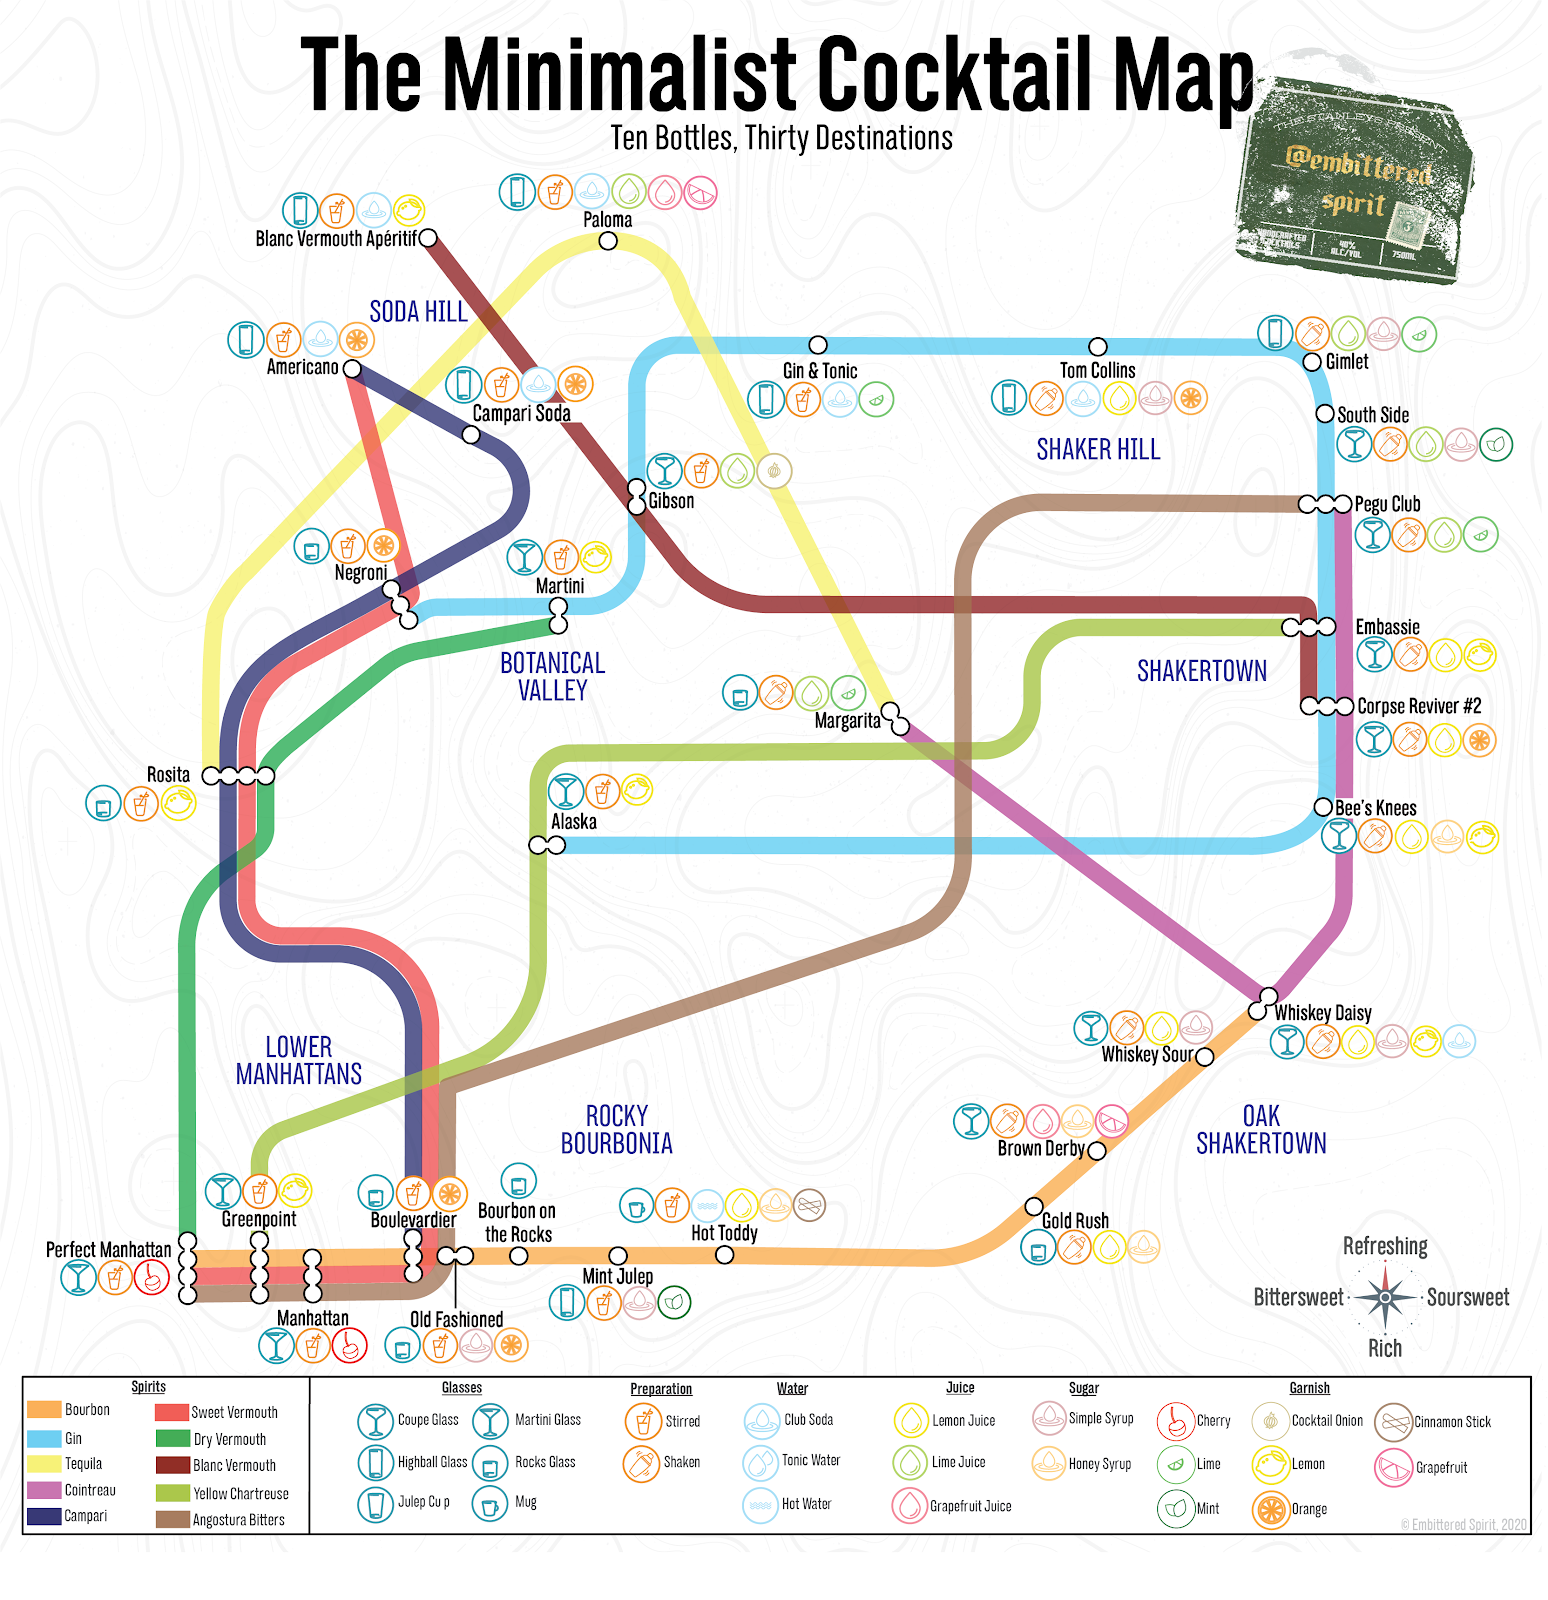 The Minimalist Cocktail Map
Ten Bottles, Thirty Destinations
THE STANLEYS PERMIT
@embittered
spirit
HANDCRAFTED
COCKTAILS
40%
ALC/VOL
750ML
Paloma
Blanc Vermouth Apéritif
SODA HILL
Americano
Campari Soda
Gin & Tonic
Tom Collins
Gimlet
South Side
SHAKER HILL
Gibson
Pegu Club
Negroni
Martini
Embassie
BOTANICAL
VALLEY
SHAKERTOWN
Corpse Reviver #2
Margarita
Rosita
Bee's Knees
Alaska
Whiskey Daisy
LOWER
MANHATTANS
Whiskey Sour
ROCKY
BOURBONIA
OAK
SHAKERTOWN
Brown Derby
Greenpoint
Boulevardier
Bourbon on
the Rocks
Hot Toddy
Gold Rush
Perfect Manhattan
Mint Julep
Manhattan
Old Fashioned
Refreshing
Bittersweet
Soursweet
Rich
Spirits
Bourbon
Gin
Tequila
Cointreau
Campari
Sweet Vermouth
Dry Vermouth
Blanc Vermouth
Yellow Chartreuse
Angostura Bitters
Glasses
Coupe Glass
Highball Glass
Julep Cu p
Martini Glass
Rocks Glass
Mug
Preparation
Stirred
Shaken
Water
Club Soda
Tonic Water
Hot Water
Juice
Lemon Juice
Lime Juice
Grapefruit Juice
Sugar
Simple Syrup
Honey Syrup
Garnish
Cherry
Lime
Mint
Cocktail Onion
Lemon
Orange
Cinnamon Stick
Grapefruit
© Embittered Spirit, 2020